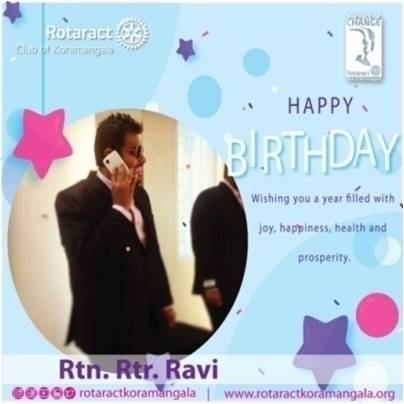 Rotaract
Club of Koramangala
CHANGE
Rotaract
HAPPY
BIRTHDAY
Wishing you a year filled with
joy, happiness, health and
prosperity.
Rtn. Rtr. Ravi
rotaractkoramangala | www.rotaractkoramangala.org